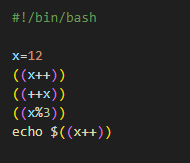 #!/bin/bash
x=12
((x++))
((++x))
((x%3))
echo $((x++))